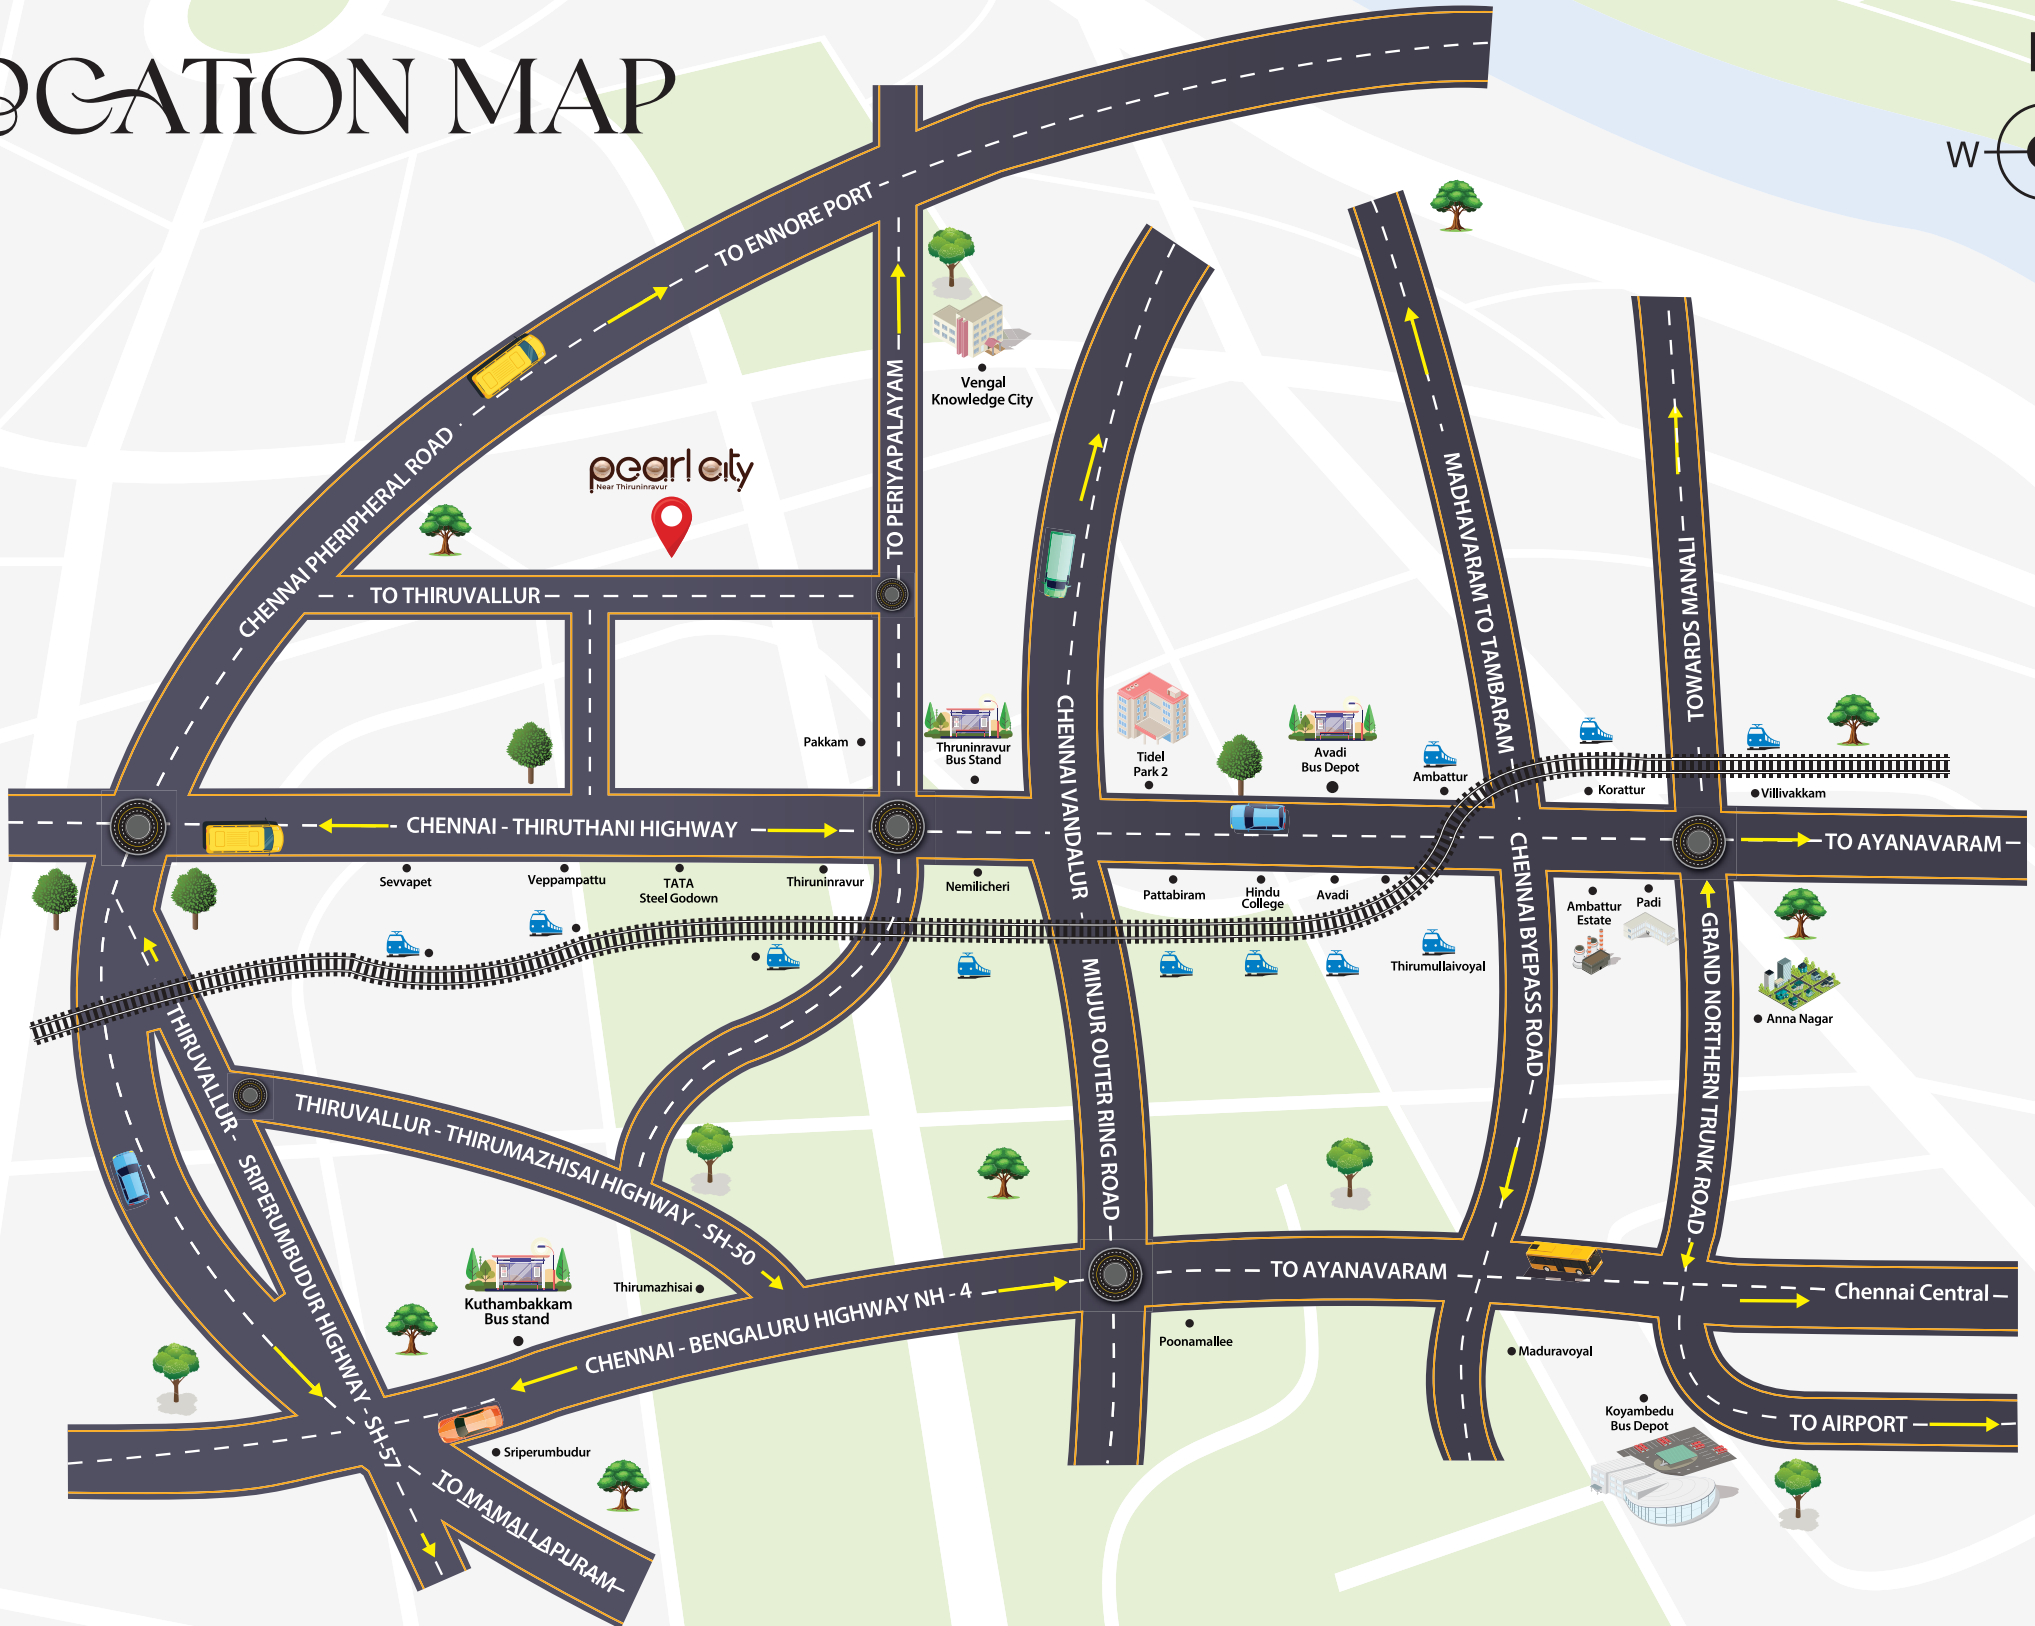 OCATION MAP
W
TO ENNORE PORT
CHENNAI PHERIPHERAL ROAD
TO PERIYAPALAYAM
Vengal
Knowledge City
pearl city
Near Thiruninravur
TO THIRUVALLUR
MADHAVARAM TO TAMBARAM
TOWARDS MANALI
Pakkam
Thruninravur
Bus Stand
CHENNAI VANDALUR
Tidel
Park 2
Avadi
Bus Depot
Ambattur
Korattur
Villivakkam
CHENNAI - THIRUTHANI HIGHWAY
TO AYANAVARAM
Sevvapet
Veppampattu
TATA
Steel Godown
Thiruninravur
Nemilicheri
Pattabiram
Hindu
College
Avadi
Thirumullaivoyal
CHENNAI BYEPASS ROAD
Ambattur
Estate
Padi
Anna Nagar
GRAND NORTHERN TRUNK ROAD
MINJUR OUTER RING ROAD
THIRUVALLUR - SRIPERUMBUDUR HIGHWAY - SH-57
THIRUVALLUR - THIRUMAZHISAI HIGHWAY - SH-50
Kuthambakkam
Bus stand
Thirumazhisai
CHENNAI - BENGALURU HIGHWAY NH - 4
TO AYANAVARAM
Chennai Central
Poonamallee
Maduravoyal
Koyambedu
Bus Depot
TO AIRPORT
Sriperumbudur
TO MAMALLAPURAM